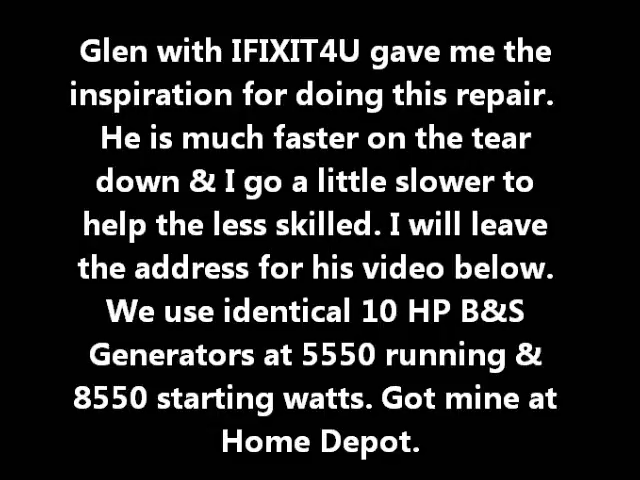 Glen with IFIXIT4U gave me the
inspiration for doing this repair.
He is much faster on the tear
down & I go a little slower to
help the less skilled. I will leave
the address for his video below.
We use identical 10 HP B&S
Generators at 5550 running &
8550 starting watts. Got mine at
Home Depot.